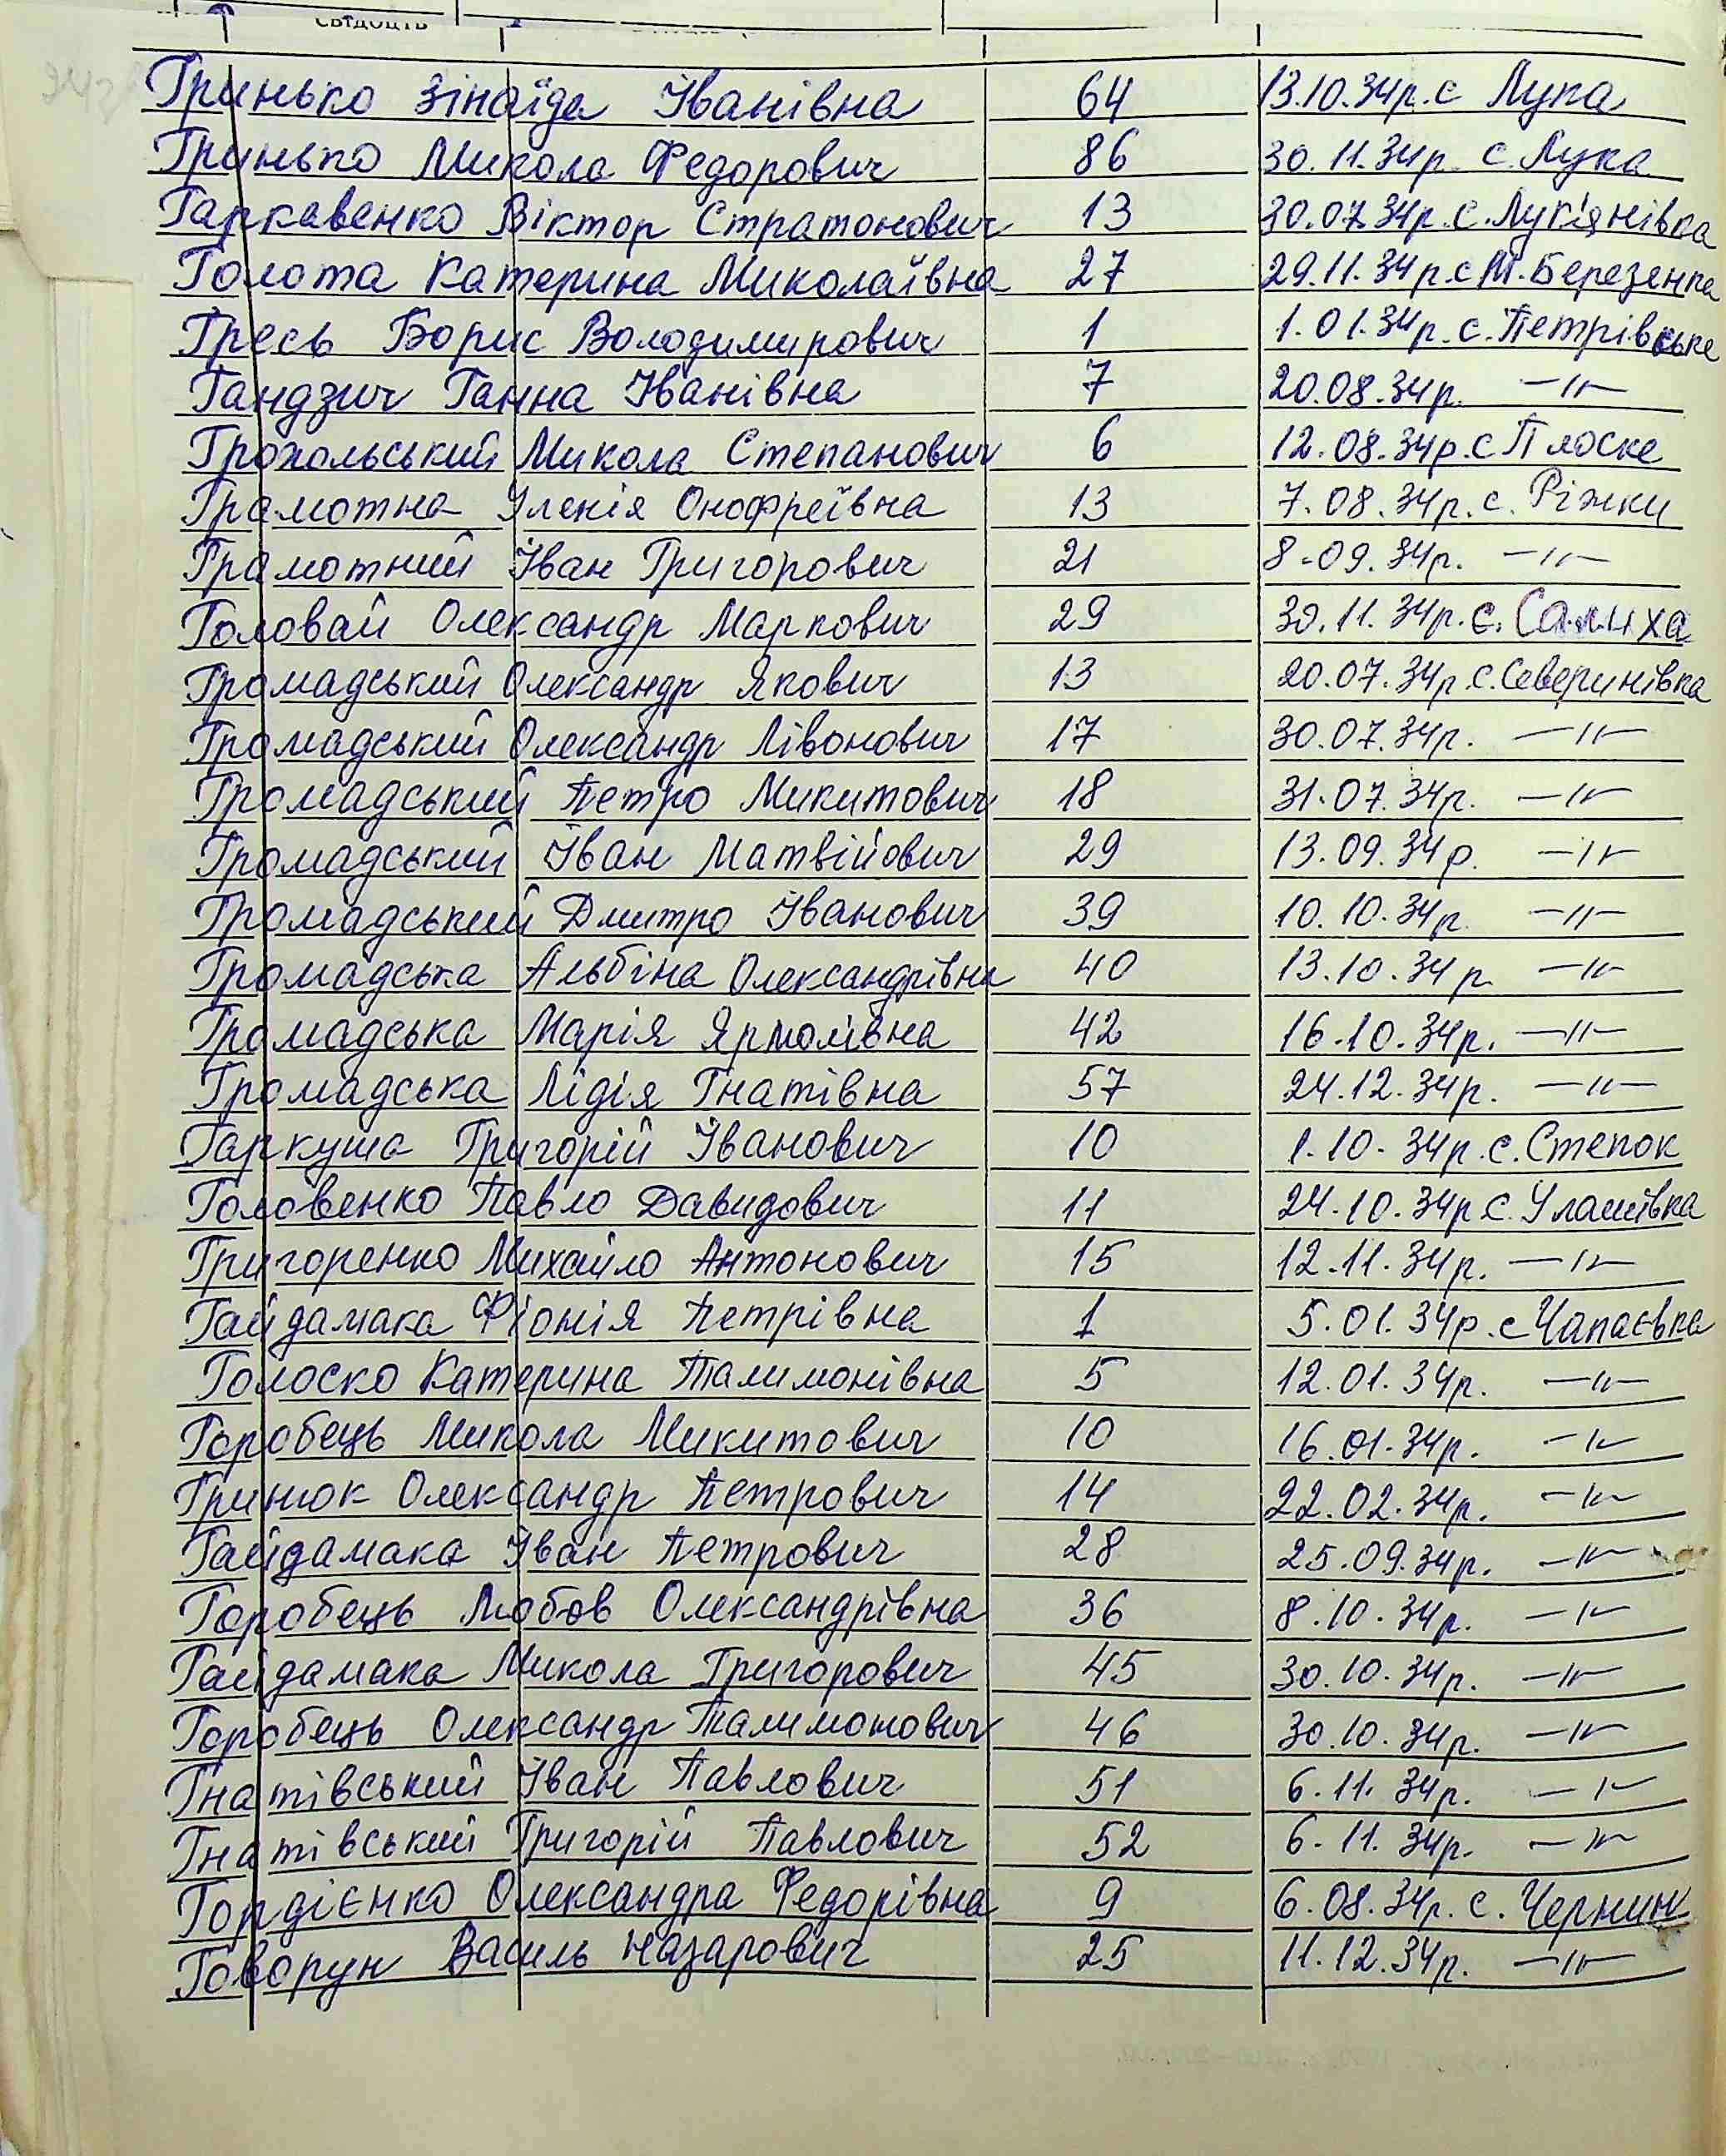 свідоцтв
Гринько Зінаїда Іванівна 64 13.10.34р. с Лука
Гринько Микола Федорович 86 30.11.34р. с. Лука
Гаркавенко Віктор Стратонович 13 30.07.34р. с. Лук'янівка
Голота Катерина Миколаївна 27 29.11.34р. с М. Березенка
Гресь Борис Володимирович 1 1.01.34р. с. Петрівське
Гандзич Ганна Іванівна 7 20.08.34р. —"—
Грохольський Микола Степанович 6 12.08.34р. с Плоске
Грамотна Уленія Онофреївна 13 7.08.34р. с. Ріжки
Грамотний Іван Григорович 21 8.09.34р. —"—
Головай Олександр Маркович 29 30.11.34р. с. Салиха
Громадський Олександр Якович 13 20.07.34р. с. Северинівка
Громадський Олександр Лівонович 17 30.07.34р. —"—
Громадський Петро Микитович 18 31.07.34р. —"—
Громадський Іван Матвійович 29 13.09.34р. —"—
Громадський Дмитро Іванович 39 10.10.34р. —"—
Громадська Альбіна Олександрівна 40 13.10.34р. —"—
Громадська Марія Ярмолівна 42 16.10.34р. —"—
Громадська Лідія Гнатівна 57 24.12.34р. —"—
Гаркуша Григорій Іванович 10 1.10.34р. с. Степок
Головенко Павло Давидович 11 24.10.34р с. Улашівка
Григоренко Михайло Антонович 15 12.11.34р. —"—
Гайдамака Фіонія Петрівна 1 5.01.34р. с Чапаєвка
Голоско Катерина Талимонівна 5 12.01.34р. —"—
Горобець Микола Микитович 10 16.01.34р. —"—
Гринюк Олександр Петрович 14 22.02.34р. —"—
Гайдамака Іван Петрович 28 25.09.34р. —"—
Горобець Любов Олександрівна 36 8.10.34р. —"—
Гайдамака Микола Григорович 45 30.10.34р. —"—
Горобець Олександр Талимонович 46 30.10.34р. —"—
Гнатівський Іван Павлович 51 6.11.34р. —"—
Гнатівський Григорій Павлович 52 6.11.34р. —"—
Гордієнко Олександра Федорівна 9 6.08.34р. с. Чернин
Говорун Василь Назарович 25 11.12.34р. —"—